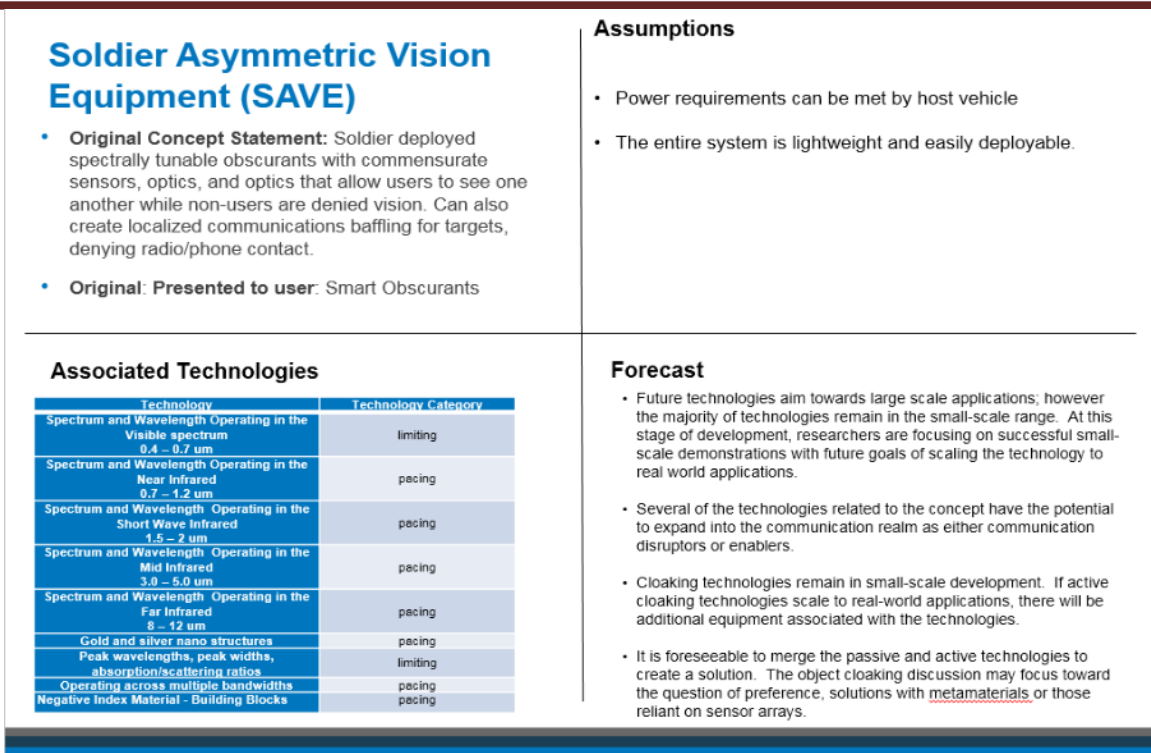 Soldier Asymmetric Vision
Equipment (SAVE)
• Original Concept Statement: Soldier deployed
spectrally tunable obscurants with commensurate
sensors, optics, and optics that allow users to see one
another while non-users are denied vision. Can also
create localized communications baffling for targets,
denying radio/phone contact.
• Original: Presented to user: Smart Obscurants
Assumptions
• Power requirements can be met by host vehicle
• The entire system is lightweight and easily deployable.
Associated Technologies
Technology Technology Category
Spectrum and Wavelength Operating in the
Visible spectrum
0.4 – 0.7 um
limiting
Spectrum and Wavelength Operating in the
Near Infrared
0.7 – 1.2 um
pacing
Spectrum and Wavelength Operating in the
Short Wave Infrared
1.5 – 2 um
pacing
Spectrum and Wavelength Operating in the
Mid Infrared
3.0 – 5.0 um
pacing
Spectrum and Wavelength Operating in the
Far Infrared
8 – 12 um
pacing
Gold and silver nano structures pacing
Peak wavelengths, peak widths,
absorption/scattering ratios
limiting
Operating across multiple bandwidths pacing
Negative Index Material - Building Blocks pacing
Forecast
• Future technologies aim towards large scale applications; however
the majority of technologies remain in the small-scale range. At this
stage of development, researchers are focusing on successful small-
scale demonstrations with future goals of scaling the technology to
real world applications.
• Several of the technologies related to the concept have the potential
to expand into the communication realm as either communication
disruptors or enablers.
• Cloaking technologies remain in small-scale development. If active
cloaking technologies scale to real-world applications, there will be
additional equipment associated with the technologies.
• It is foreseeable to merge the passive and active technologies to
create a solution. The object cloaking discussion may focus toward
the question of preference, solutions with metamaterials or those
reliant on sensor arrays.